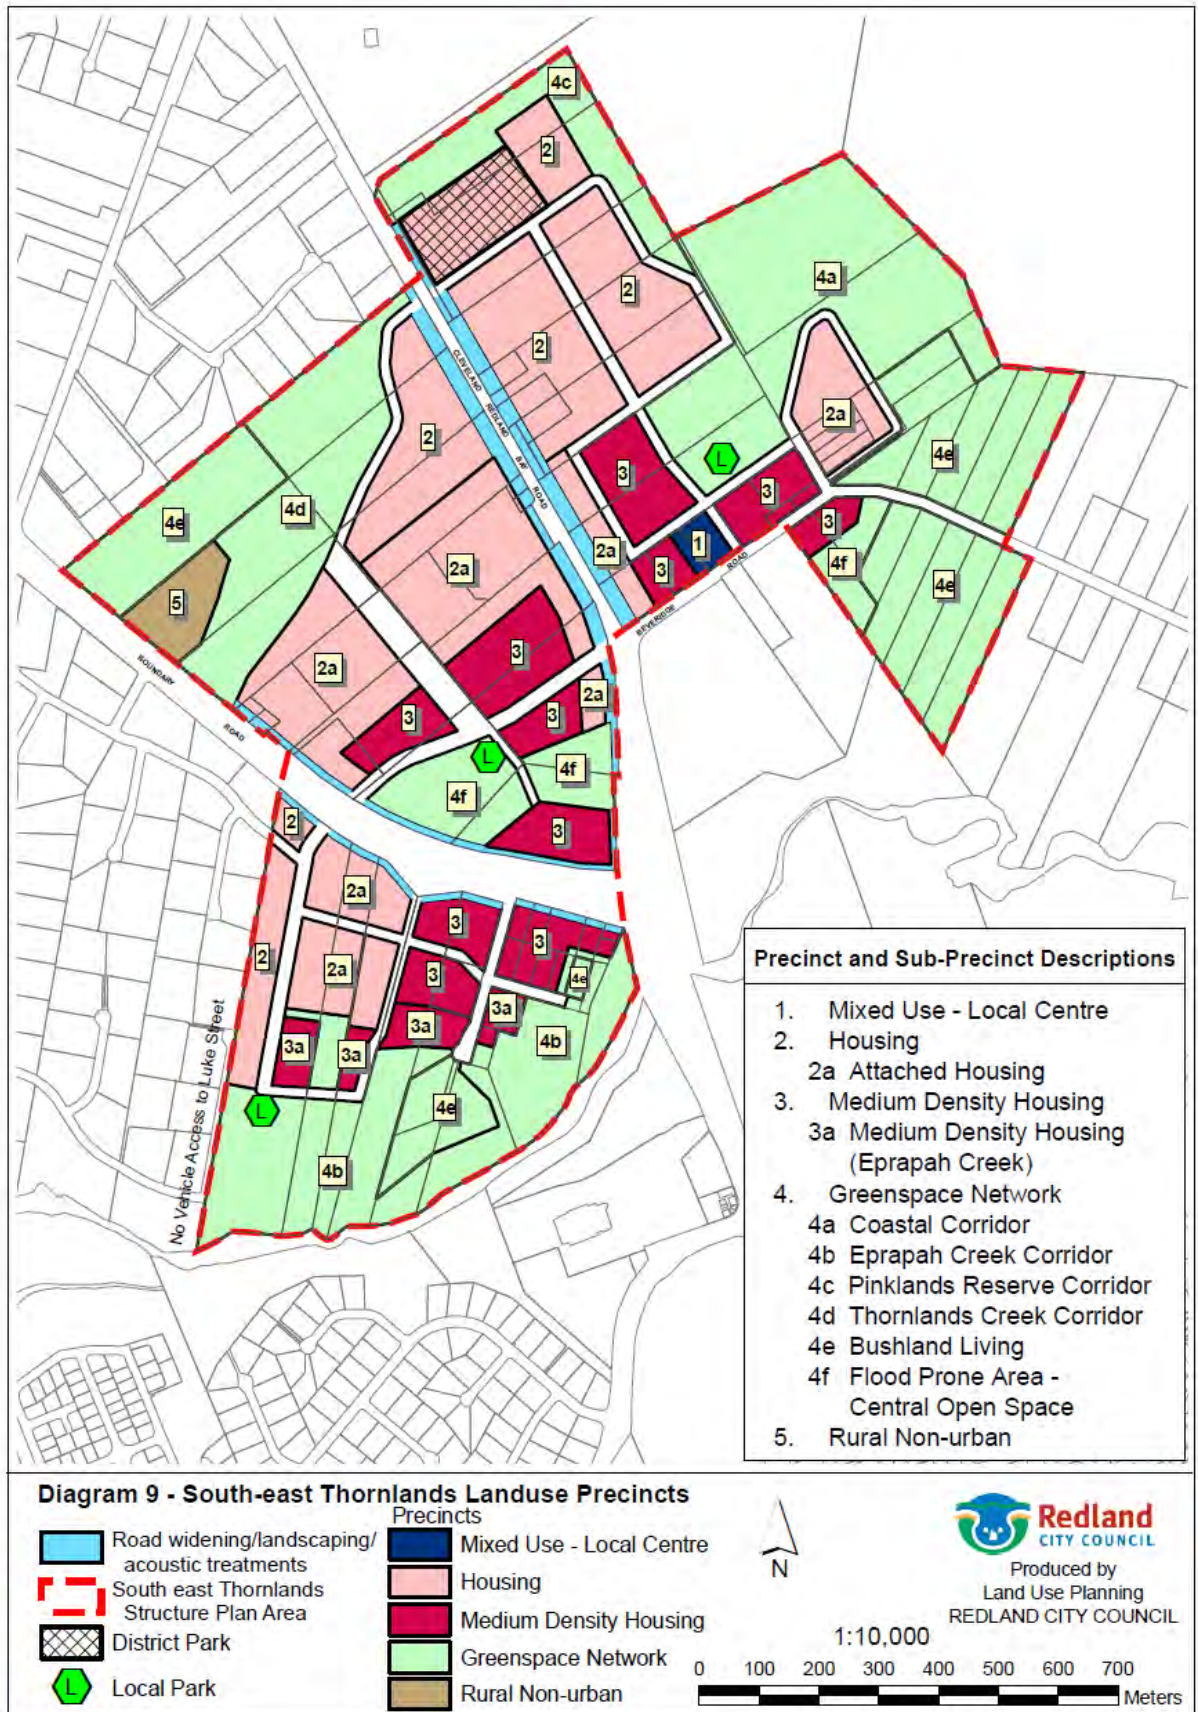 4c
2
4a
2
2
2a
CLEVELAND REDLAND BAY ROAD
2
3
L
4e
3
4d
4e
3
1
2a
2a
3
4f
ROAD
BEVERIDGE
4e
5
3
BOUNDARY
ROAD
2a
2a
3
3
L
4f
4f
3
2
2a
3
3
2
2a
3
4e
3a
3a
3a
3a
4b
4e
L
4b
No Vehicle Access to Luke Street
Precinct and Sub-Precinct Descriptions
1. Mixed Use - Local Centre
2. Housing
2a Attached Housing
3. Medium Density Housing
3a Medium Density Housing
(Eprapah Creek)
4. Greenspace Network
4a Coastal Corridor
4b Eprapah Creek Corridor
4c Pinklands Reserve Corridor
4d Thornlands Creek Corridor
4e Bushland Living
4f Flood Prone Area -
Central Open Space
5. Rural Non-urban
Diagram 9 - South-east Thornlands Landuse Precincts
Road widening/landscaping/
acoustic treatments
South east Thornlands
Structure Plan Area
District Park
L Local Park
Precincts
Mixed Use - Local Centre
Housing
Medium Density Housing
Greenspace Network
Rural Non-urban
N
Redland
CITY COUNCIL
Produced by
Land Use Planning
REDLAND CITY COUNCIL
1:10,000
0 100 200 300 400 500 600 700
Meters